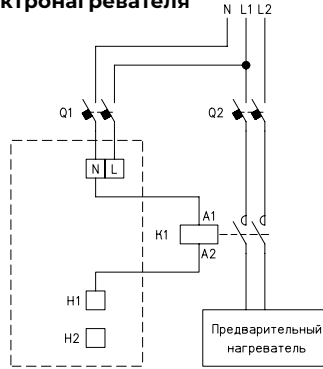 ктронагревателя
N L1 L2
Q1
Q2
N L
A1
K1
A2
H1
H2
Предварительный
нагреватель